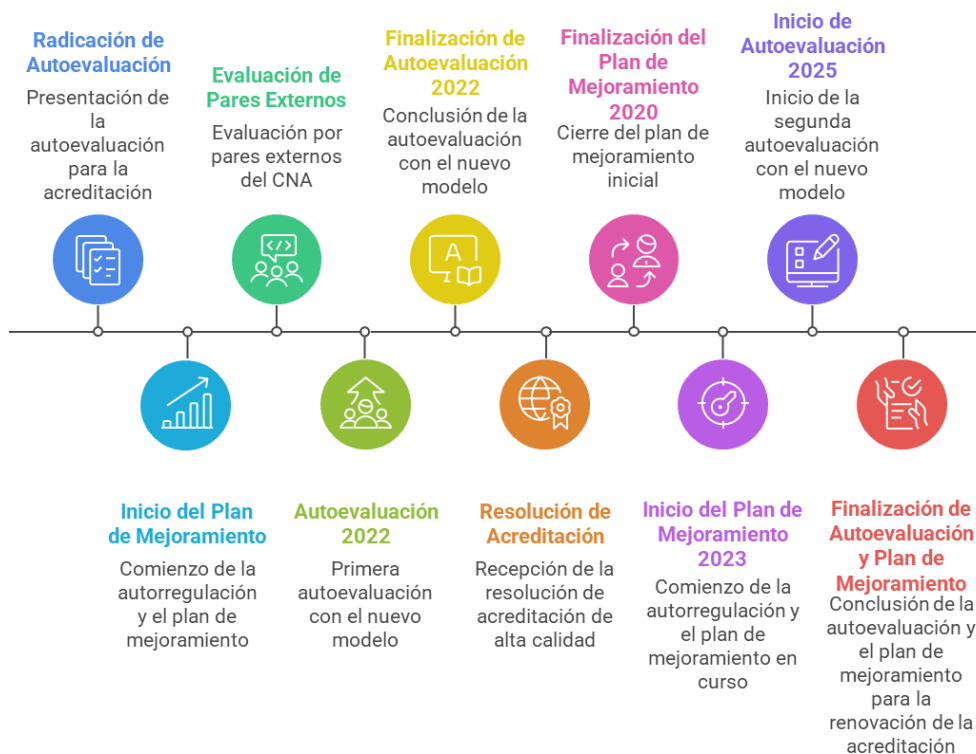 Radicación de
Autoevaluación
Presentación de
la
autoevaluación
para la
acreditación
Evaluación de
Pares Externos
Evaluación por
pares externos
del CNA
Finalización de
Autoevaluación
2022
Conclusión de la
autoevaluación
con el nuevo
modelo
Finalización del
Plan de
Mejoramiento
2020
Cierre del plan de
mejoramiento
inicial
Inicio de
Autoevaluación
2025
Inicio de la
segunda
autoevaluación
con el nuevo
modelo
A
Inicio del Plan
de Mejoramiento
Comienzo de la
autorregulación
y el plan de
mejoramiento
Autoevaluación
2022
Primera
autoevaluación
con el nuevo
modelo
Resolución de
Acreditación
Recepción de la
resolución de
acreditación de
alta calidad
Inicio del Plan de
Mejoramiento
2023
Comienzo de la
autorregulación y
el plan de
mejoramiento en
curso
Finalización de
Autoevaluación
y Plan de
Mejoramiento
Conclusión de la
autoevaluación y
el plan de
mejoramiento
para la
renovación de la
acreditación